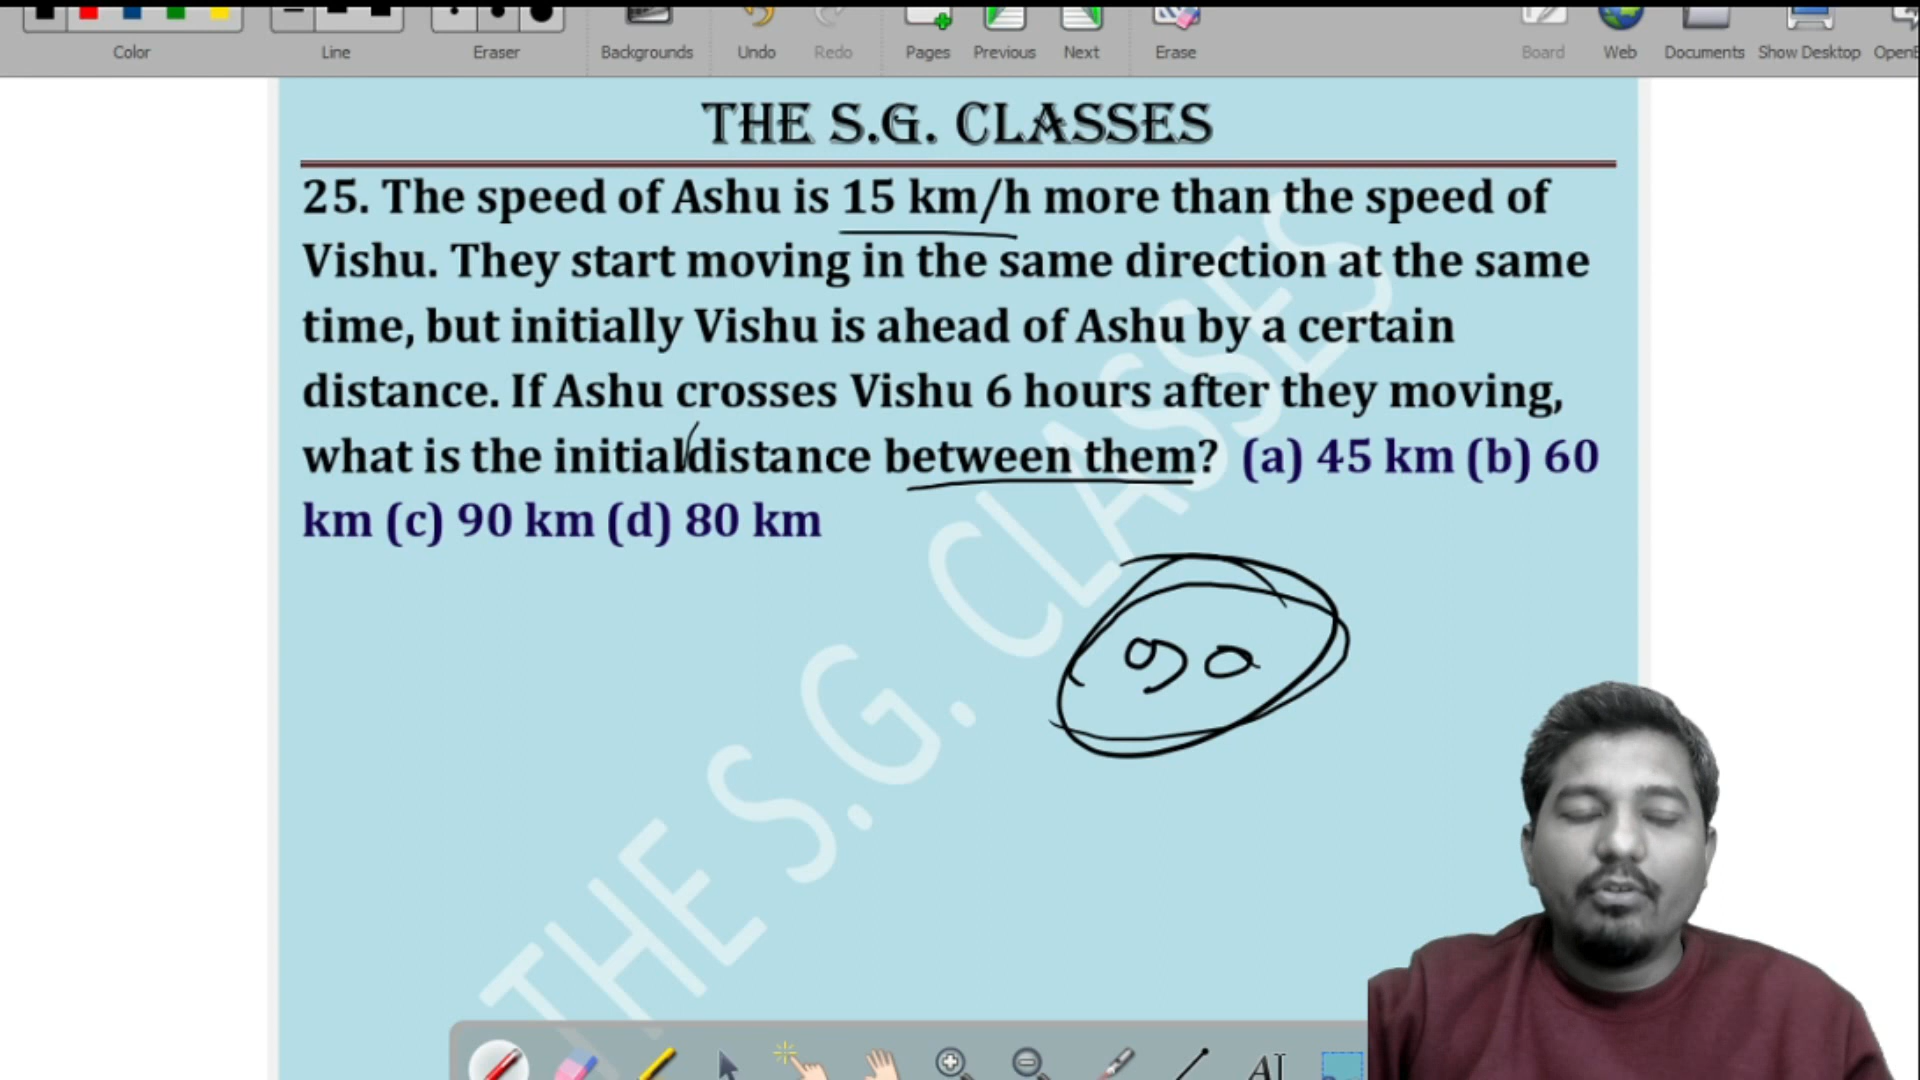 Color Line Eraser Backgrounds Undo Redo Pages Previous Next Erase Board Web Documents Show Desktop
THE S.G. CLASSES
25. The speed of Ashu is 15 km/h more than the speed of
Vishu. They start moving in the same direction at the same
time, but initially Vishu is ahead of Ashu by a certain
distance. If Ashu crosses Vishu 6 hours after they moving,
what is the initial distance between them? (a) 45 km (b) 60
km (c) 90 km (d) 80 km
90
THE S.G. CLASSES
AI